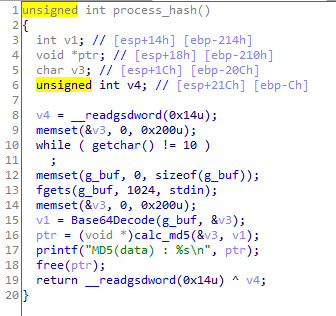 1 unsigned int process_hash()
2 {
3 int v1; // [esp+14h] [ebp-214h]
4 void *ptr; // [esp+18h] [ebp-210h]
5 char v3; // [esp+1Ch] [ebp-20Ch]
6 unsigned int v4; // [esp+21Ch] [ebp-Ch]
7
8 v4 = __readgsdword(0x14u);
9 memset(&v3, 0, 0x200u);
10 while ( getchar() != 10 )
11 ;
12 memset(g_buf, 0, sizeof(g_buf));
13 fgets(g_buf, 1024, stdin);
14 memset(&v3, 0, 0x200u);
15 v1 = Base64Decode(g_buf, &v3);
16 ptr = (void *)calc_md5(&v3, v1);
17 printf("MD5(data) : %s\n", ptr);
18 free(ptr);
19 return __readgsdword(0x14u) ^ v4;
20 }